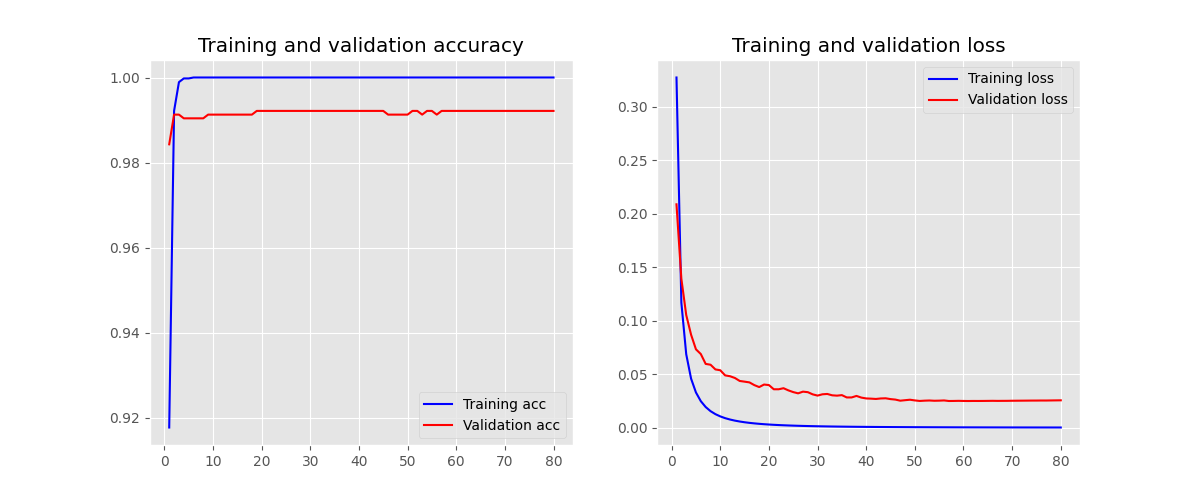 Training and validation accuracy
1.00
0.98
0.96
0.94
0.92
0 10 20 30 40 50 60 70 80
Training acc
Validation acc
Training and validation loss
0.30
0.25
0.20
0.15
0.10
0.05
0.00
0 10 20 30 40 50 60 70 80
Training loss
Validation loss